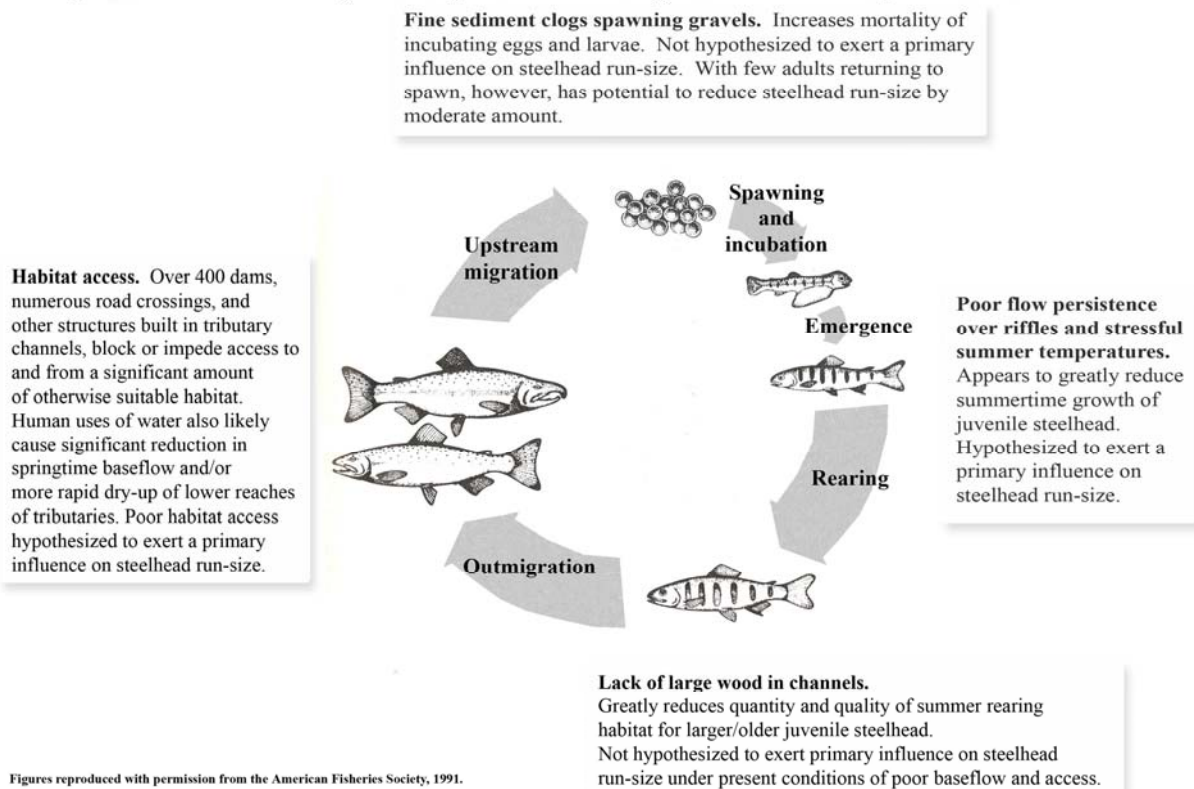 Fine sediment clogs spawning gravels. Increases mortality of
incubating eggs and larvae. Not hypothesized to exert a primary
influence on steelhead run-size. With few adults returning to
spawn, however, has potential to reduce steelhead run-size by
moderate amount.
Spawning
and
incubation
Upstream
migration
Habitat access. Over 400 dams,
numerous road crossings, and
other structures built in tributary
channels, block or impede access to
and from a significant amount
of otherwise suitable habitat.
Human uses of water also likely
cause significant reduction in
springtime baseflow and/or
more rapid dry-up of lower reaches
of tributaries. Poor habitat access
hypothesized to exert a primary
influence on steelhead run-size.
Emergence
Poor flow persistence
over riffles and stressful
summer temperatures.
Appears to greatly reduce
summertime growth of
juvenile steelhead.
Hypothesized to exert a
primary influence on
steelhead run-size.
Rearing
Outmigration
Lack of large wood in channels.
Greatly reduces quantity and quality of summer rearing
habitat for larger/older juvenile steelhead.
Not hypothesized to exert primary influence on steelhead
run-size under present conditions of poor baseflow and access.
Figures reproduced with permission from the American Fisheries Society, 1991.